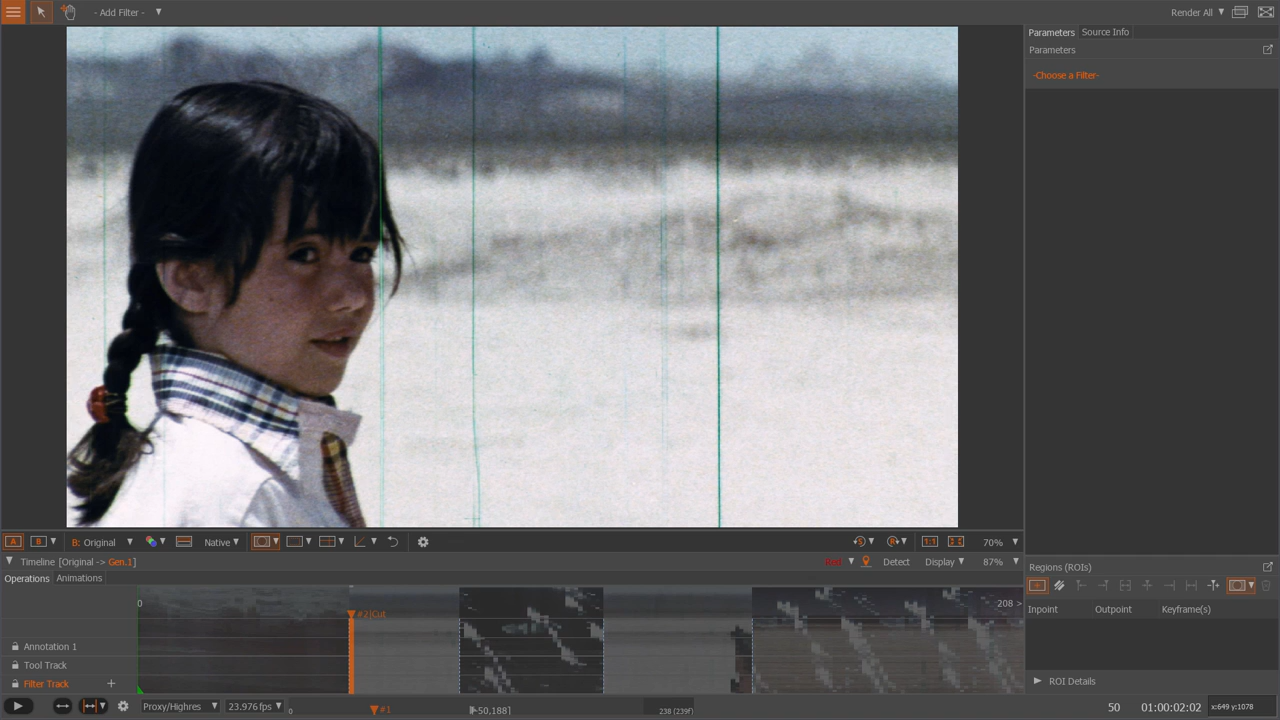 - Add Filter -
Render All
Parameters
Source Info
Parameters
-Choose a Filter-
A
B
B: Original
Native
S
R
1:1
70%
Timeline [Original -> Gen.1]
Red
Detect
Display
87%
Regions (ROIs)
Operations
Animations
Inpoint
Outpoint
Keyframe(s)
0
208 >
#2|Cut
Annotation 1
Tool Track
Filter Track
+
ROI Details
Proxy/Highres
23.976 fps
0
#1
50,188]
238 (239f)
50
01:00:02:02
x:649 y:1078